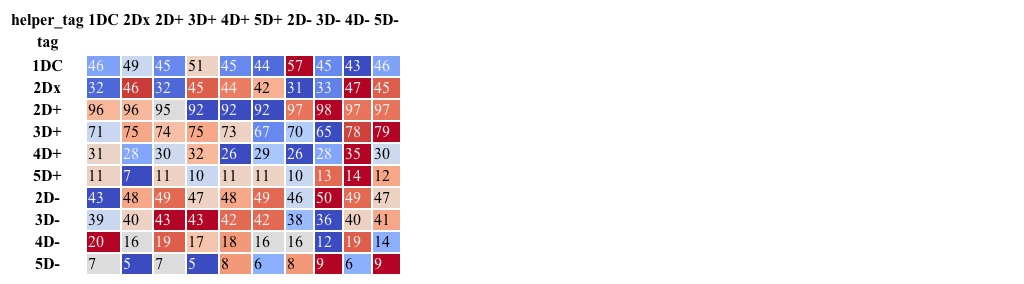 helper_tag 1DC 2Dx 2D+ 3D+ 4D+ 5D+ 2D- 3D- 4D- 5D-
tag
1DC 46 49 45 51 45 44 57 45 43 46
2Dx 32 46 32 45 44 42 31 33 47 45
2D+ 96 96 95 92 92 92 97 98 97 97
3D+ 71 75 74 75 73 67 70 65 78 79
4D+ 31 28 30 32 26 29 26 28 35 30
5D+ 11 7 11 10 11 11 10 13 14 12
2D- 43 48 49 47 48 49 46 50 49 47
3D- 39 40 43 43 42 42 38 36 40 41
4D- 20 16 19 17 18 16 16 12 19 14
5D- 7 5 7 5 8 6 8 9 6 9